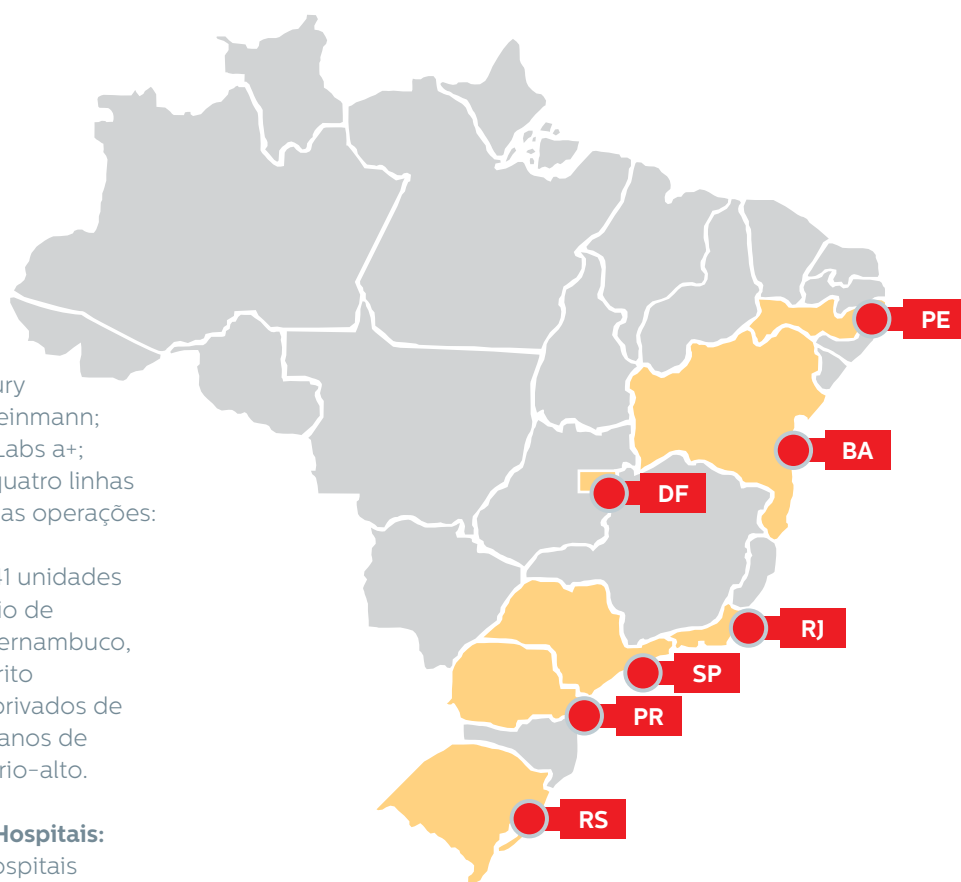 ury
einmann;
Labs a+;
quatro linhas
as operações:
41 unidades
io de
ernambuco,
rito
privados de
anos de
rio-alto.
Hospitais:
ospitais
PE
BA
DF
RJ
SP
PR
RS